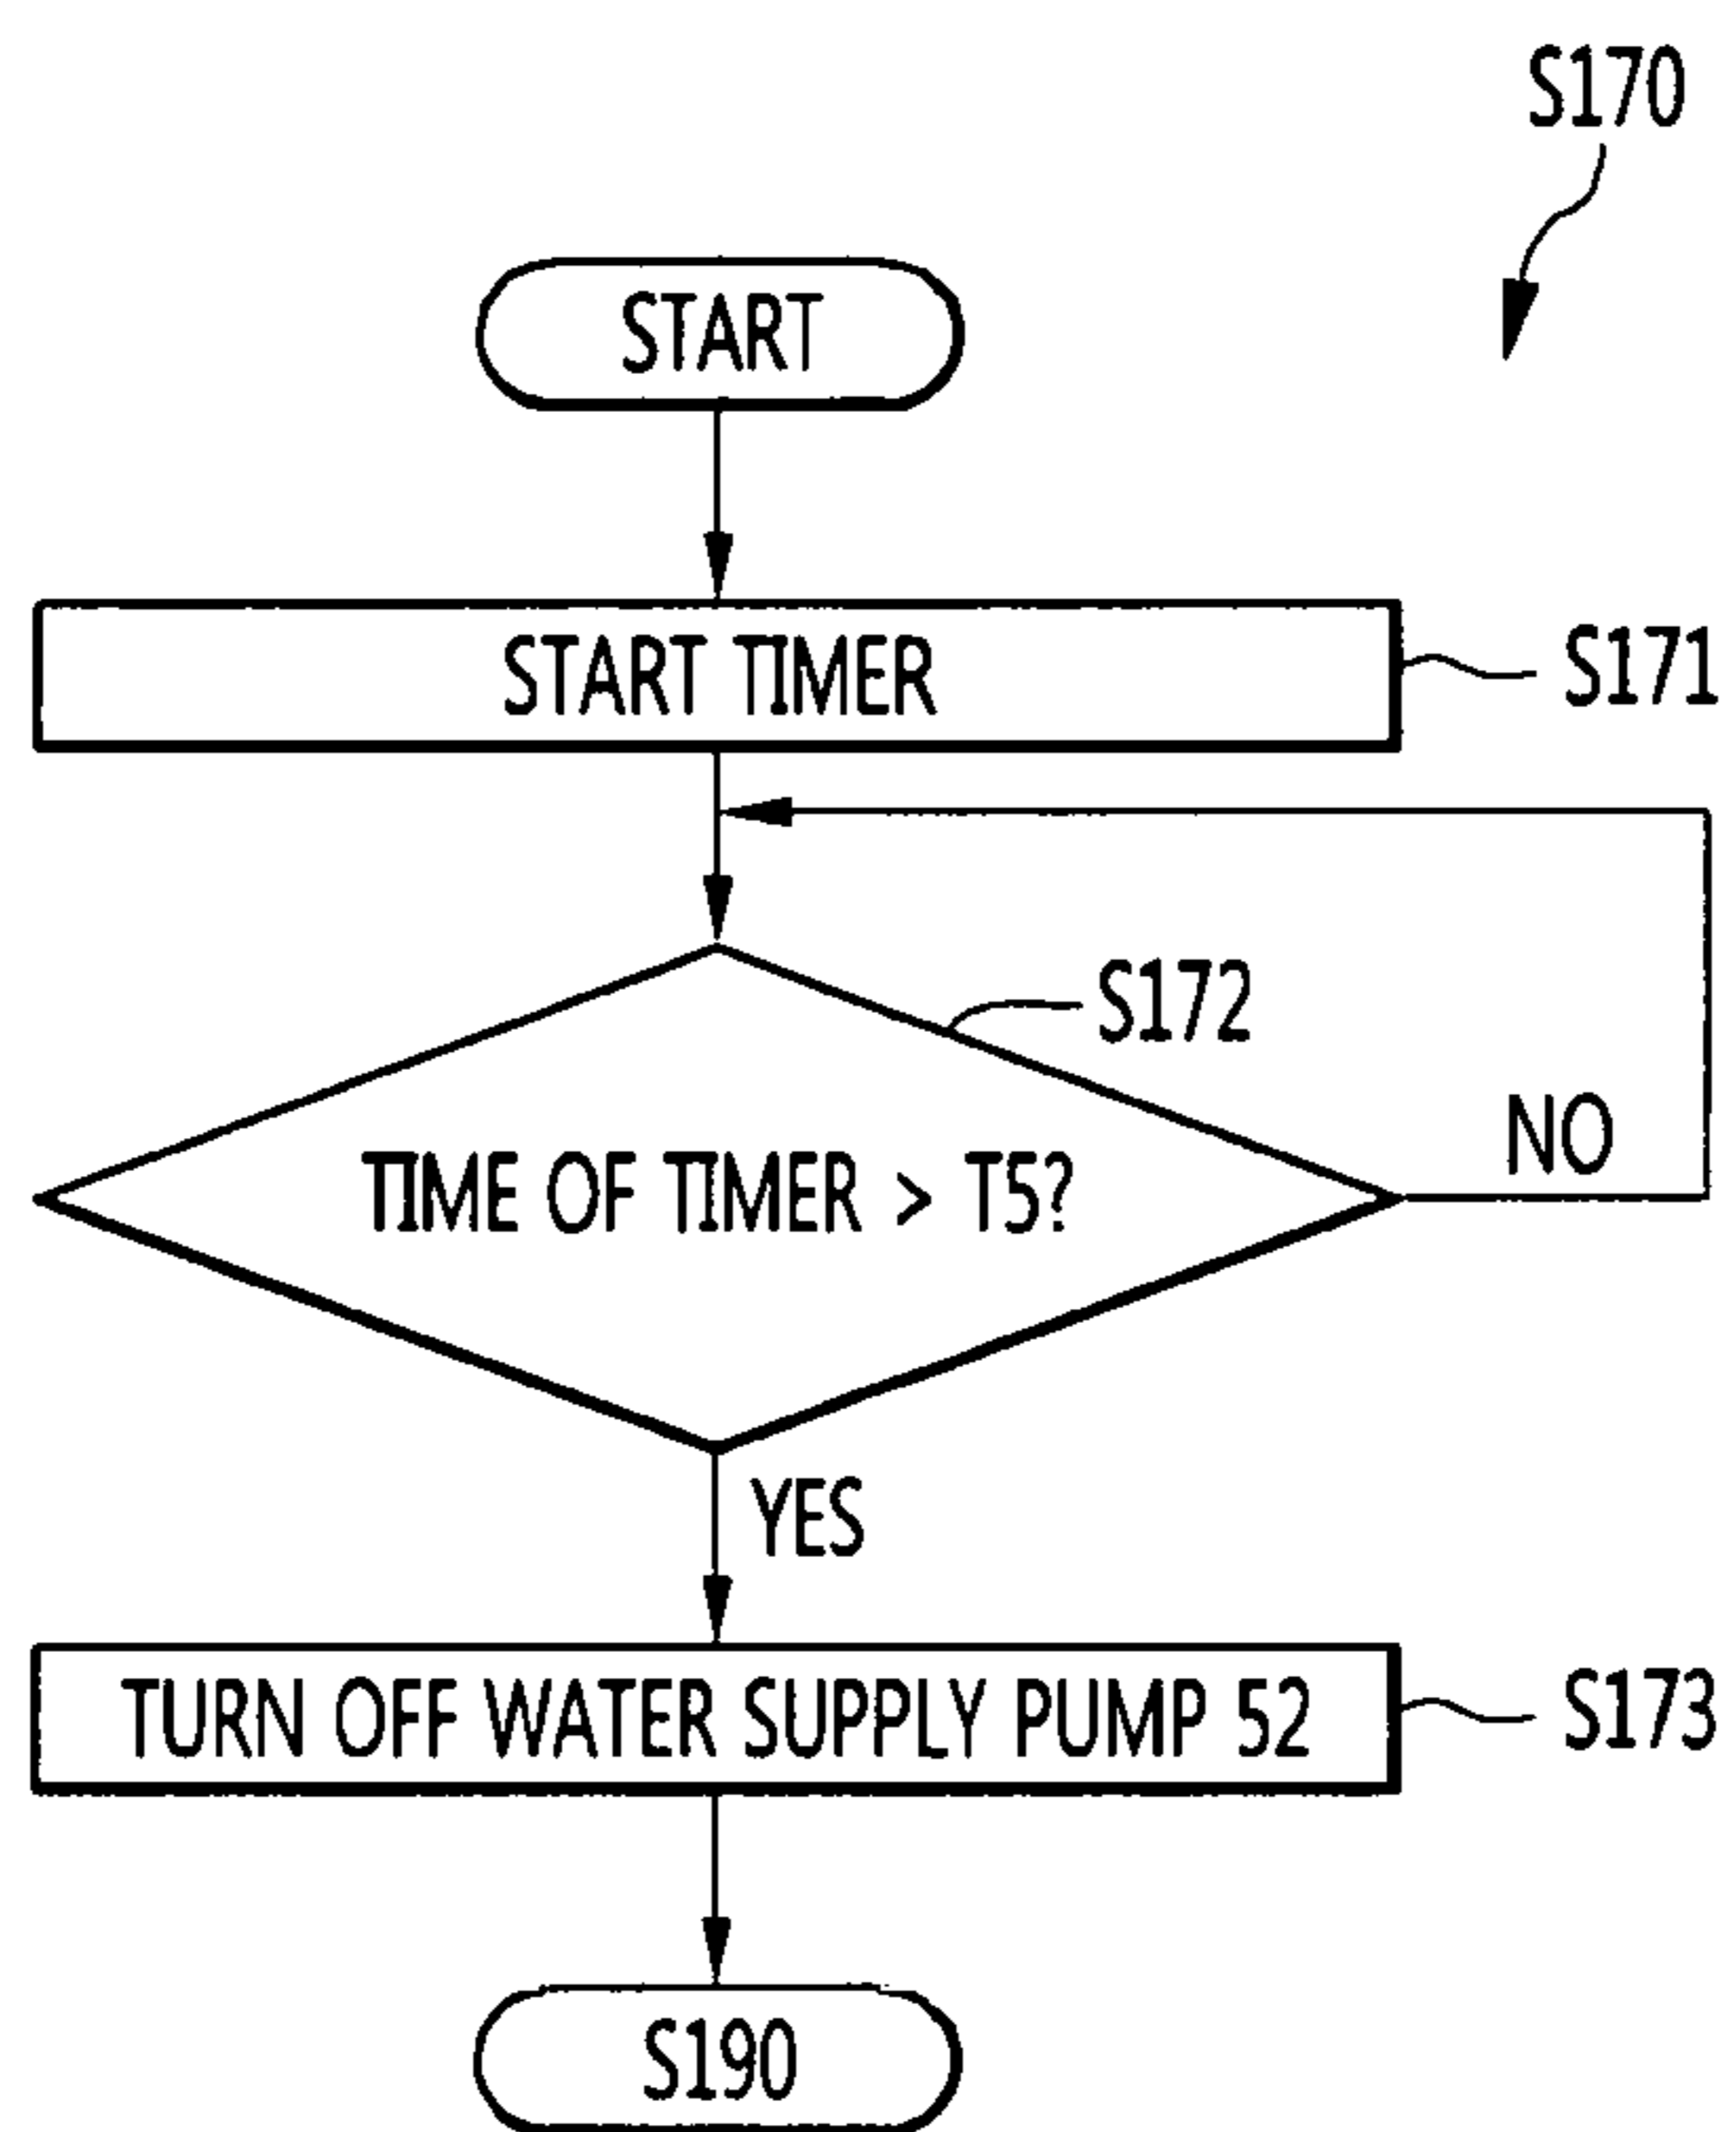 S170
START
START TIMER
S171
S172
NO
TIME OF TIMER > T5?
YES
TURN OFF WATER SUPPLY PUMP 52
S173
S190